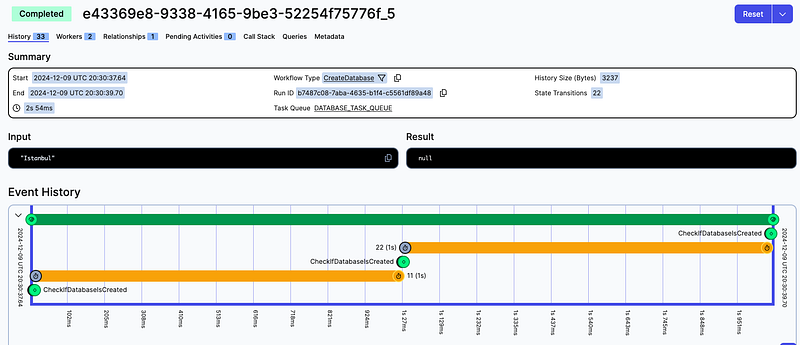 Completed e43369e8-9338-4165-9be3-52254f75776f_5 Reset
History 33 Workers 2 Relationships 1 Pending Activities 0 Call Stack Queries Metadata
Summary
Start 2024-12-09 UTC 20:30:37.64 Workflow Type CreateDatabase History Size (Bytes) 3237
End 2024-12-09 UTC 20:30:39.70 Run ID b7487c08-7aba-4635-b1f4-c5561df89a48 State Transitions 22
2s 54ms Task Queue DATABASE_TASK_QUEUE
Input Result
"Istanbul" null
Event History
CheckIfDatabaseIsCreated
22 (1s)
CheckIfDatabaseIsCreated
11 (1s)
CheckIfDatabaseIsCreated
2024-12-09 UTC 20:30:37.64
102ms
205ms
308ms
410ms
513ms
616ms
718ms
821ms
924ms
1s 27ms
1s 129ms
1s 232ms
1s 335ms
1s 437ms
1s 540ms
1s 643ms
1s 745ms
1s 848ms
1s 951ms
2024-12-09 UTC 20:30:39.70